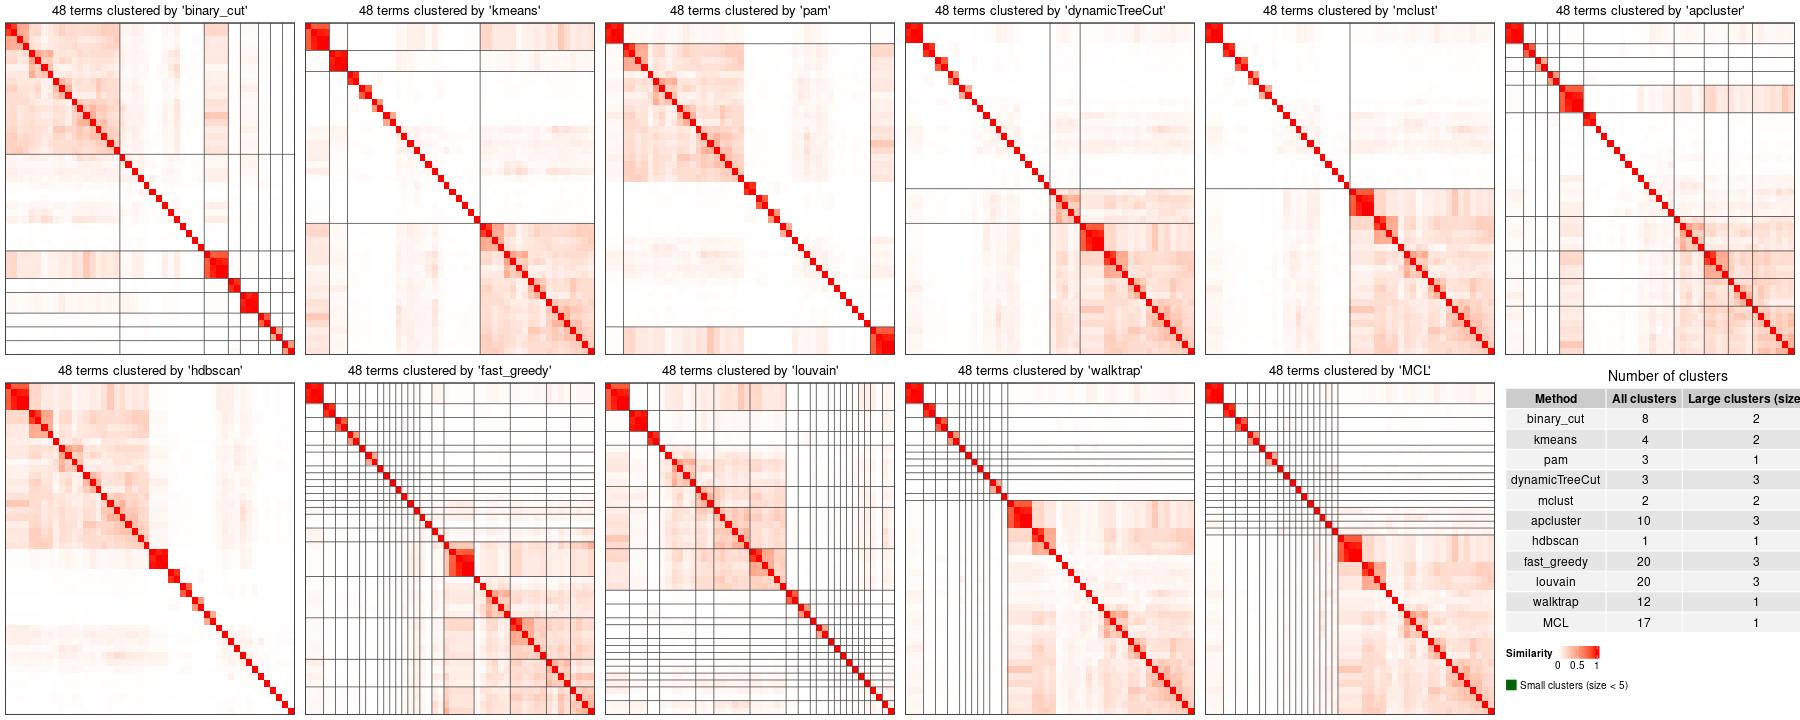 48 terms clustered by 'binary_cut'
48 terms clustered by 'kmeans'
48 terms clustered by 'pam'
48 terms clustered by 'dynamicTreeCut'
48 terms clustered by 'mclust'
48 terms clustered by 'apcluster'
48 terms clustered by 'hdbscan'
48 terms clustered by 'fast_greedy'
48 terms clustered by 'louvain'
48 terms clustered by 'walktrap'
48 terms clustered by 'MCL'
Number of clusters
Method All clusters Large clusters (size
binary_cut 8 2
kmeans 4 2
pam 3 1
dynamicTreeCut 3 3
mclust 2 2
apcluster 10 3
hdbscan 1 1
fast_greedy 20 3
louvain 20 3
walktrap 12 1
MCL 17 1
Similarity
0 0.5 1
Small clusters (size < 5)